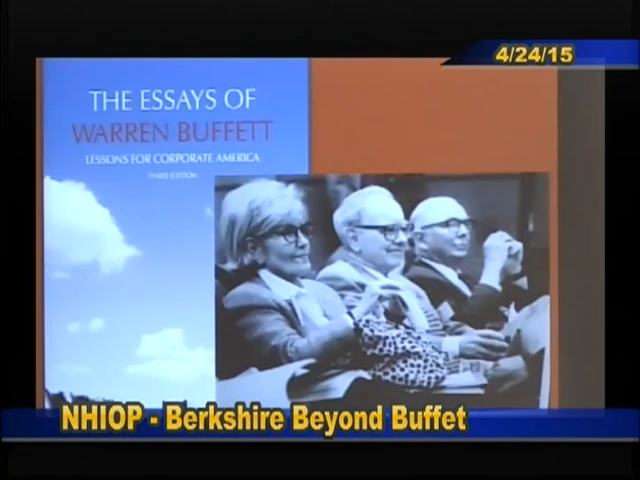 4/24/15
THE ESSAYS OF
WARREN BUFFETT
LESSONS FOR CORPORATE AMERICA
THIRD EDITION
NHIOP - Berkshire Beyond Buffet